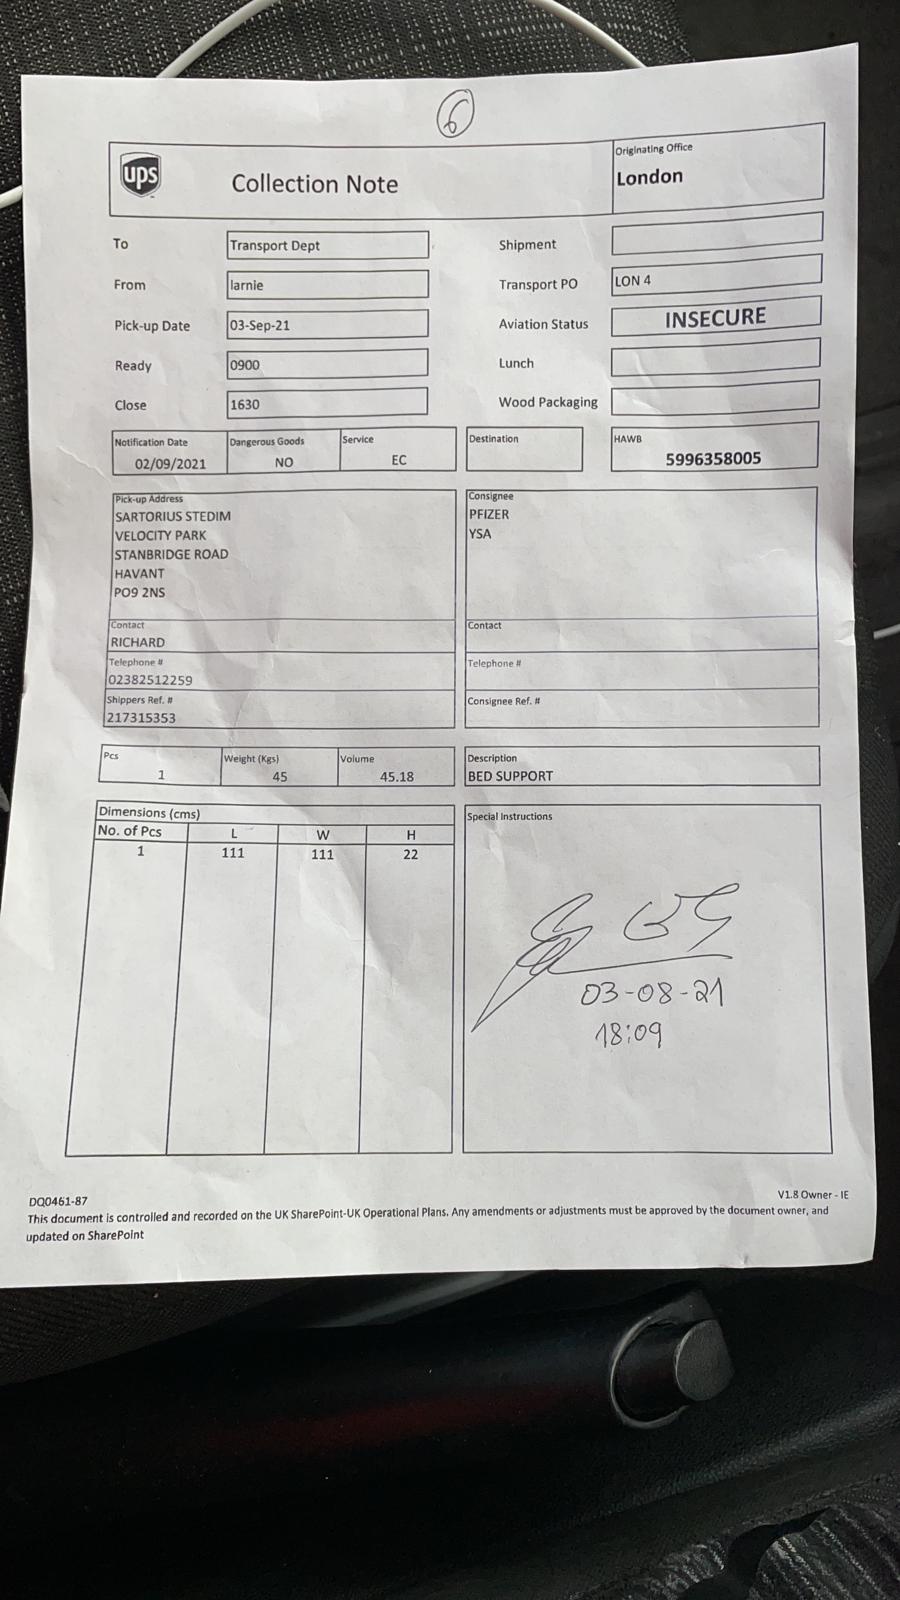 6
ups
Collection Note
Originating Office
London
To
Transport Dept
Shipment
From
larnie
Transport PO
LON 4
Pick-up Date
03-Sep-21
Aviation Status
INSECURE
Ready
0900
Lunch
Close
1630
Wood Packaging
Notification Date
02/09/2021
Dangerous Goods
NO
Service
EC
Destination
HAWB
5996358005
Pick-up Address
SARTORIUS STEDIM
VELOCITY PARK
STANBRIDGE ROAD
HAVANT
PO9 2NS
Consignee
PFIZER
YSA
Contact
RICHARD
Contact
Telephone #
02382512259
Telephone #
Shippers Ref. #
217315353
Consignee Ref. #
Pcs
1
Weight (Kgs)
45
Volume
45.18
Description
BED SUPPORT
Dimensions (cms)
No. of Pcs L W H
1 111 111 22
Special Instructions
03-08-21
18:09
DQ0461-87
V1.8 Owner - IE
This document is controlled and recorded on the UK SharePoint-UK Operational Plans. Any amendments or adjustments must be approved by the document owner, and
updated on SharePoint